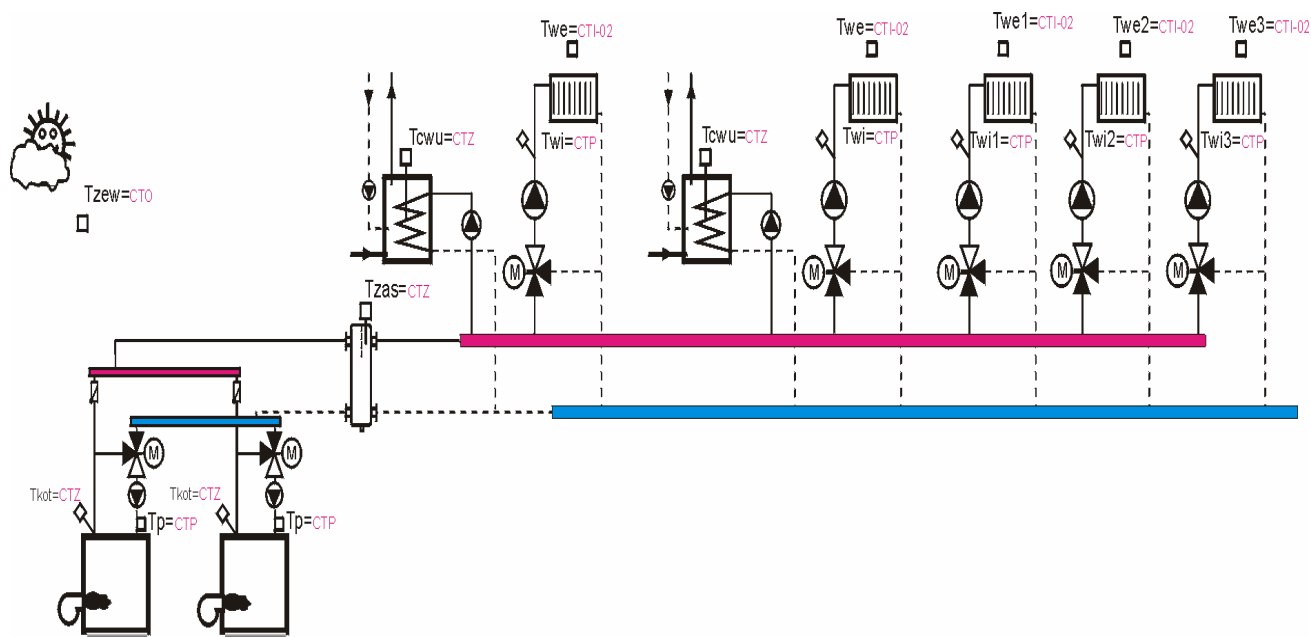 Twe=CTI-02
Twe=CTI-02
Twe1=CTI-02
Twe2=CTI-02
Twe3=CTI-02
Tcwu=CTZ
Twi=CTP
Tcwu=CTZ
Twi=CTP
Twi1=CTP
Twi2=CTP
Twi3=CTP
Tzew=CTO
M
M
M
M
M
Tzas=CTZ
M
M
Tkot=CTZ
Tkot=CTZ
Tp=CTP
Tp=CTP